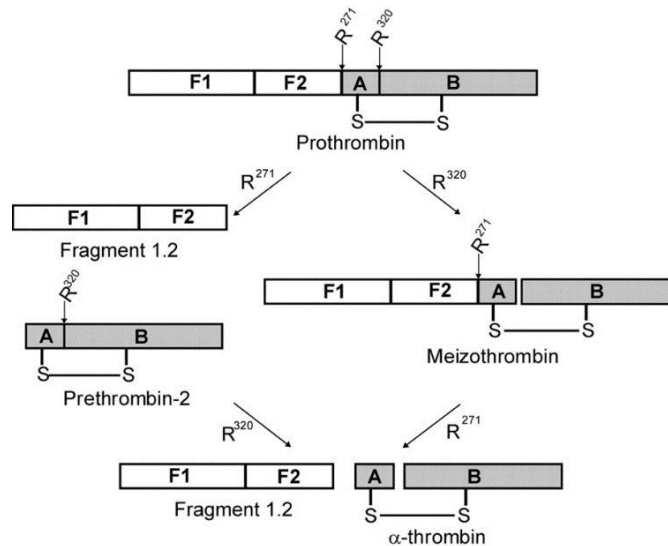 R271 R320
F1 F2 A B
S S
Prothrombin
R271 R320
F1 F2
Fragment 1.2
R271
F1 F2 A B
S S
Meizothrombin
R320
A B
S S
Prethrombin-2
R320 R271
F1 F2 A B
Fragment 1.2
S S
α-thrombin